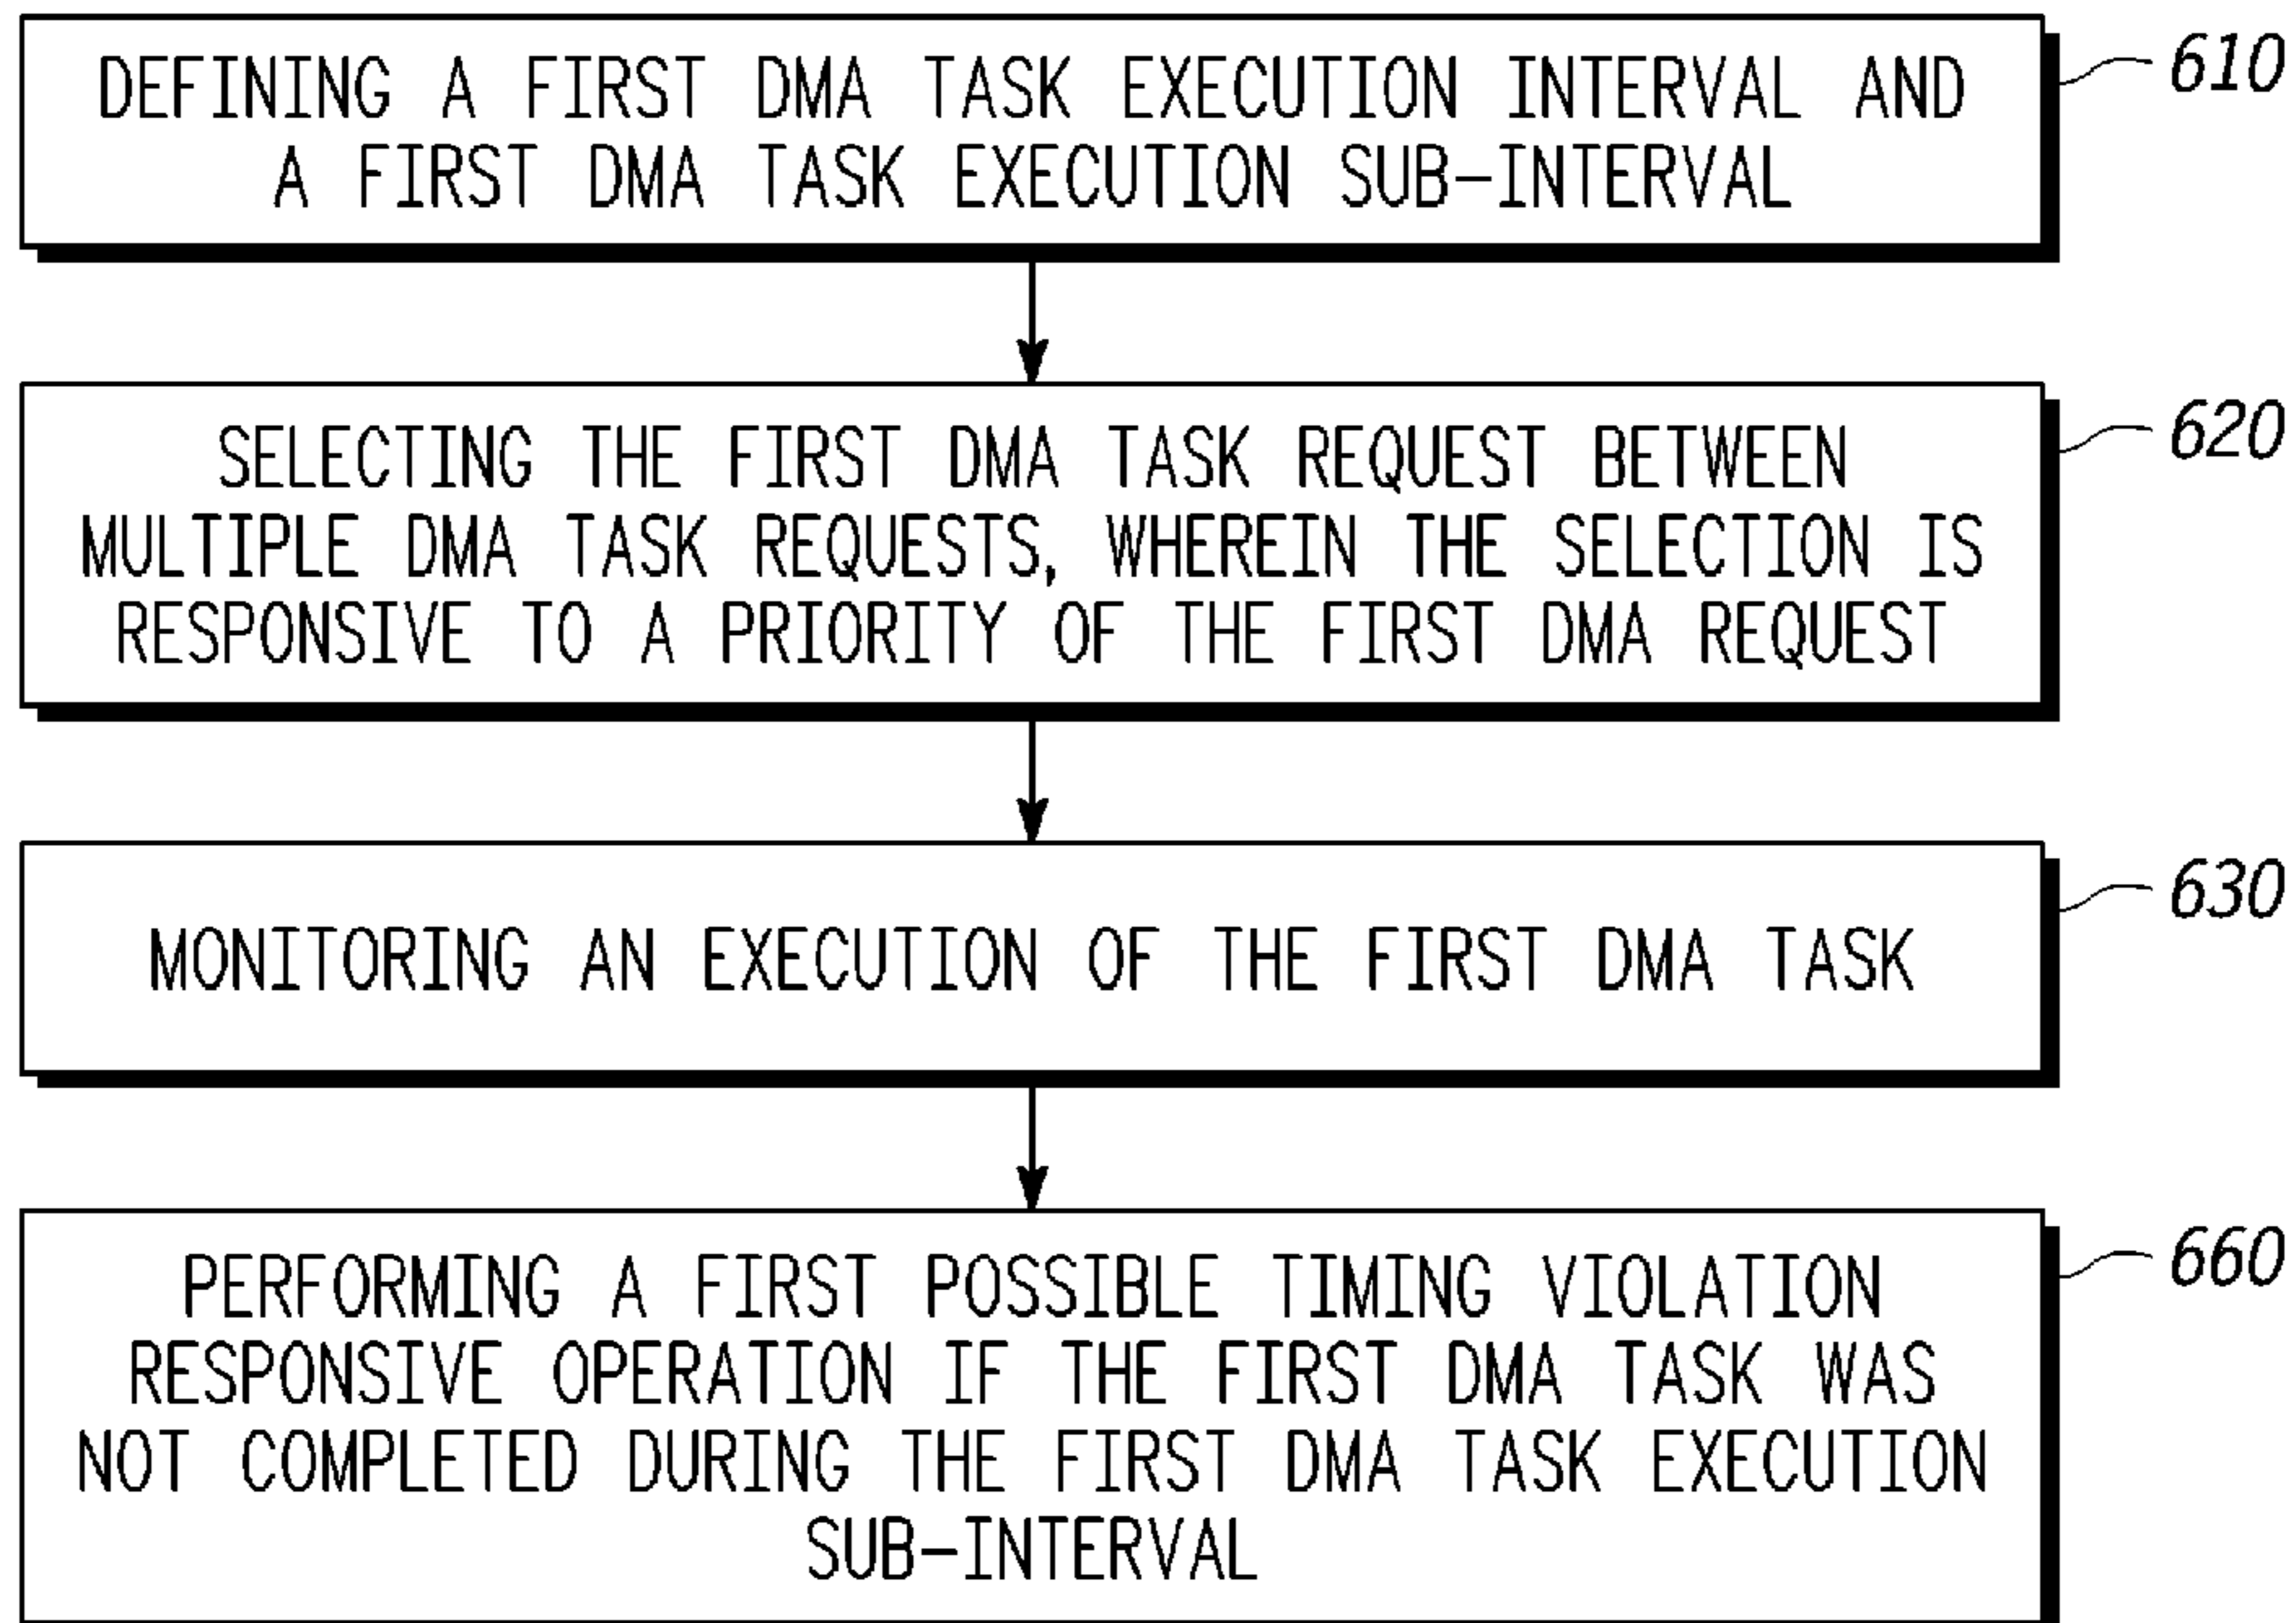 DEFINING A FIRST DMA TASK EXECUTION INTERVAL AND
A FIRST DMA TASK EXECUTION SUB-INTERVAL
610
SELECTING THE FIRST DMA TASK REQUEST BETWEEN
MULTIPLE DMA TASK REQUESTS, WHEREIN THE SELECTION IS
RESPONSIVE TO A PRIORITY OF THE FIRST DMA REQUEST
620
MONITORING AN EXECUTION OF THE FIRST DMA TASK
630
PERFORMING A FIRST POSSIBLE TIMING VIOLATION
RESPONSIVE OPERATION IF THE FIRST DMA TASK WAS
NOT COMPLETED DURING THE FIRST DMA TASK EXECUTION
SUB-INTERVAL
660